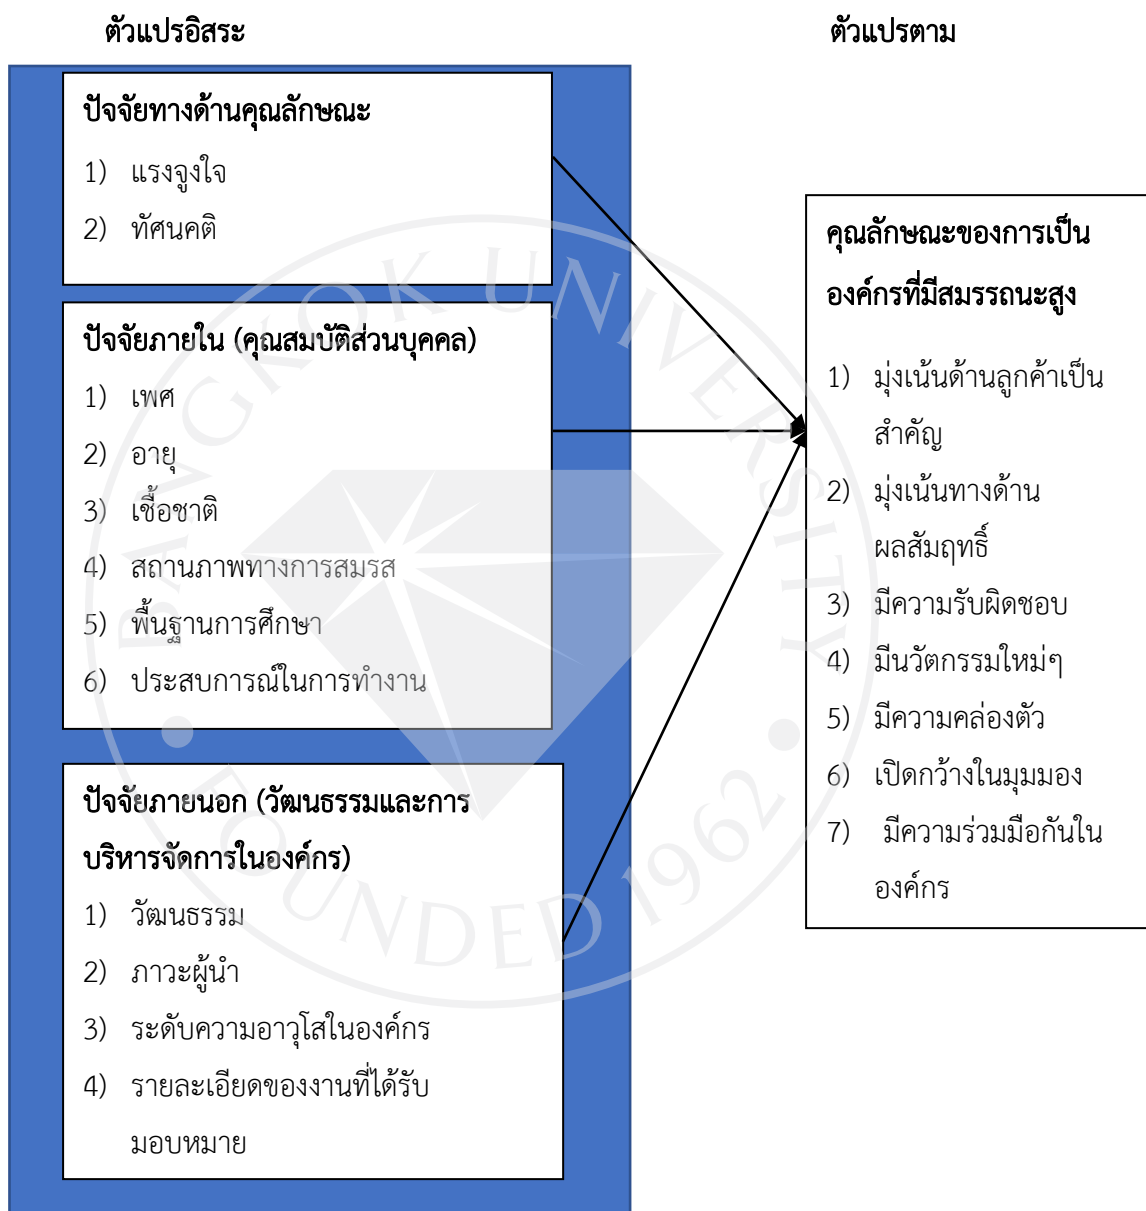 ตัวแปรอิสระ
ตัวแปรตาม
ปัจจัยทางด้านคุณลักษณะ
1) แรงจูงใจ
2) ทัศนคติ
ปัจจัยภายใน (คุณสมบัติส่วนบุคคล)
1) เพศ
2) อายุ
3) เชื้อชาติ
4) สถานภาพทางการสมรส
5) พื้นฐานการศึกษา
6) ประสบการณ์ในการทำงาน
ปัจจัยภายนอก (วัฒนธรรมและการ
บริหารจัดการในองค์กร)
1) วัฒนธรรม
2) ภาวะผู้นำ
3) ระดับความอาวุโสในองค์กร
4) รายละเอียดของงานที่ได้รับ
มอบหมาย
คุณลักษณะของการเป็น
องค์กรที่มีสมรรถนะสูง
1) มุ่งเน้นด้านลูกค้าเป็น
สำคัญ
2) มุ่งเน้นทางด้าน
ผลสัมฤทธิ์
3) มีความรับผิดชอบ
4) มีนวัตกรรมใหม่ๆ
5) มีความคล่องตัว
6) เปิดกว้างในมุมมอง
7) มีความร่วมมือกันใน
องค์กร
BANGKOK UNIVERSITY
FOUNDED 1962